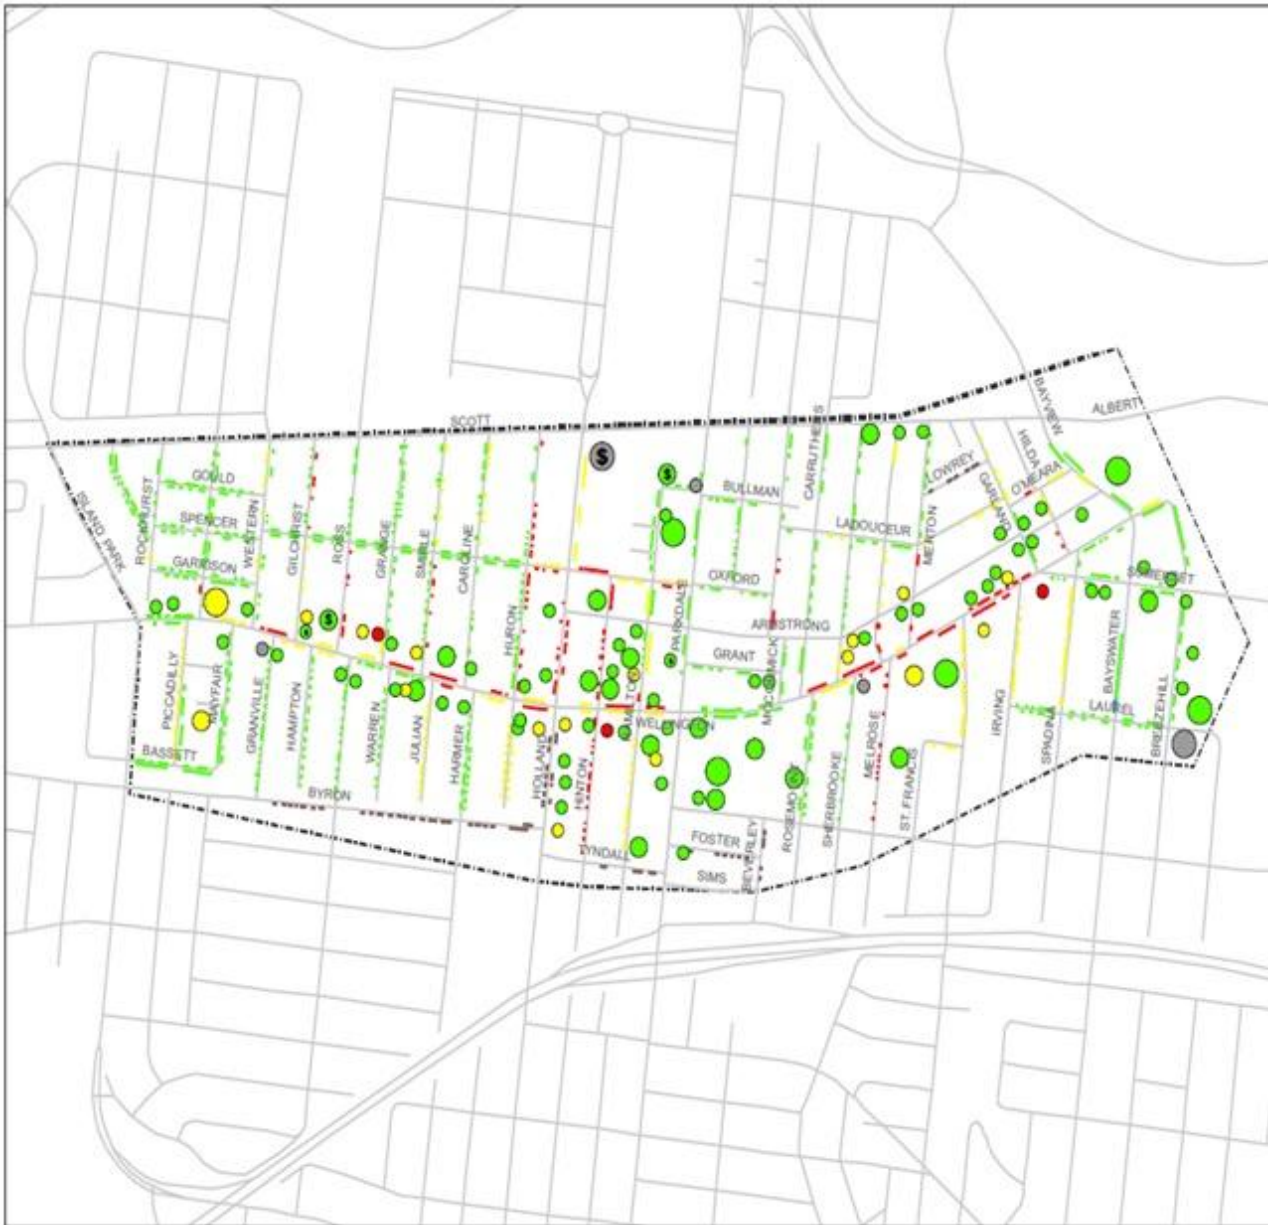 SCOTT
ALBERT
BAYVIEW
HILDA
O'MEARA
LOWREY
GARLAND
CARRUTHERS
BULLMAN
LADOUCEUR
MERTON
GOULD
SPENCER
GARRISON
ISLAND PARK
ROCKHURST
WESTERN
GILCHRIST
ROSS
GRANGE
SMIRLE
CAROLINE
HURON
OXFORD
PARKDALE
ARMSTRONG
GRANT
MCCORMICK
SOMERSET
PICCADILLY
MAYFAIR
GRANVILLE
HAMPTON
WARREN
JULIAN
HARMER
HOLLAND
HINTON
HAMILTON
WELLINGTON
BASSETT
BYRON
TYNDALL
FOSTER
SIMS
BEVERLEY
ROSEMOUNT
SHERBROOKE
MELROSE
ST. FRANCIS
IRVING
SPADINA
BAYSWATER
LAUREL
BREEZEHILL
$
$
$